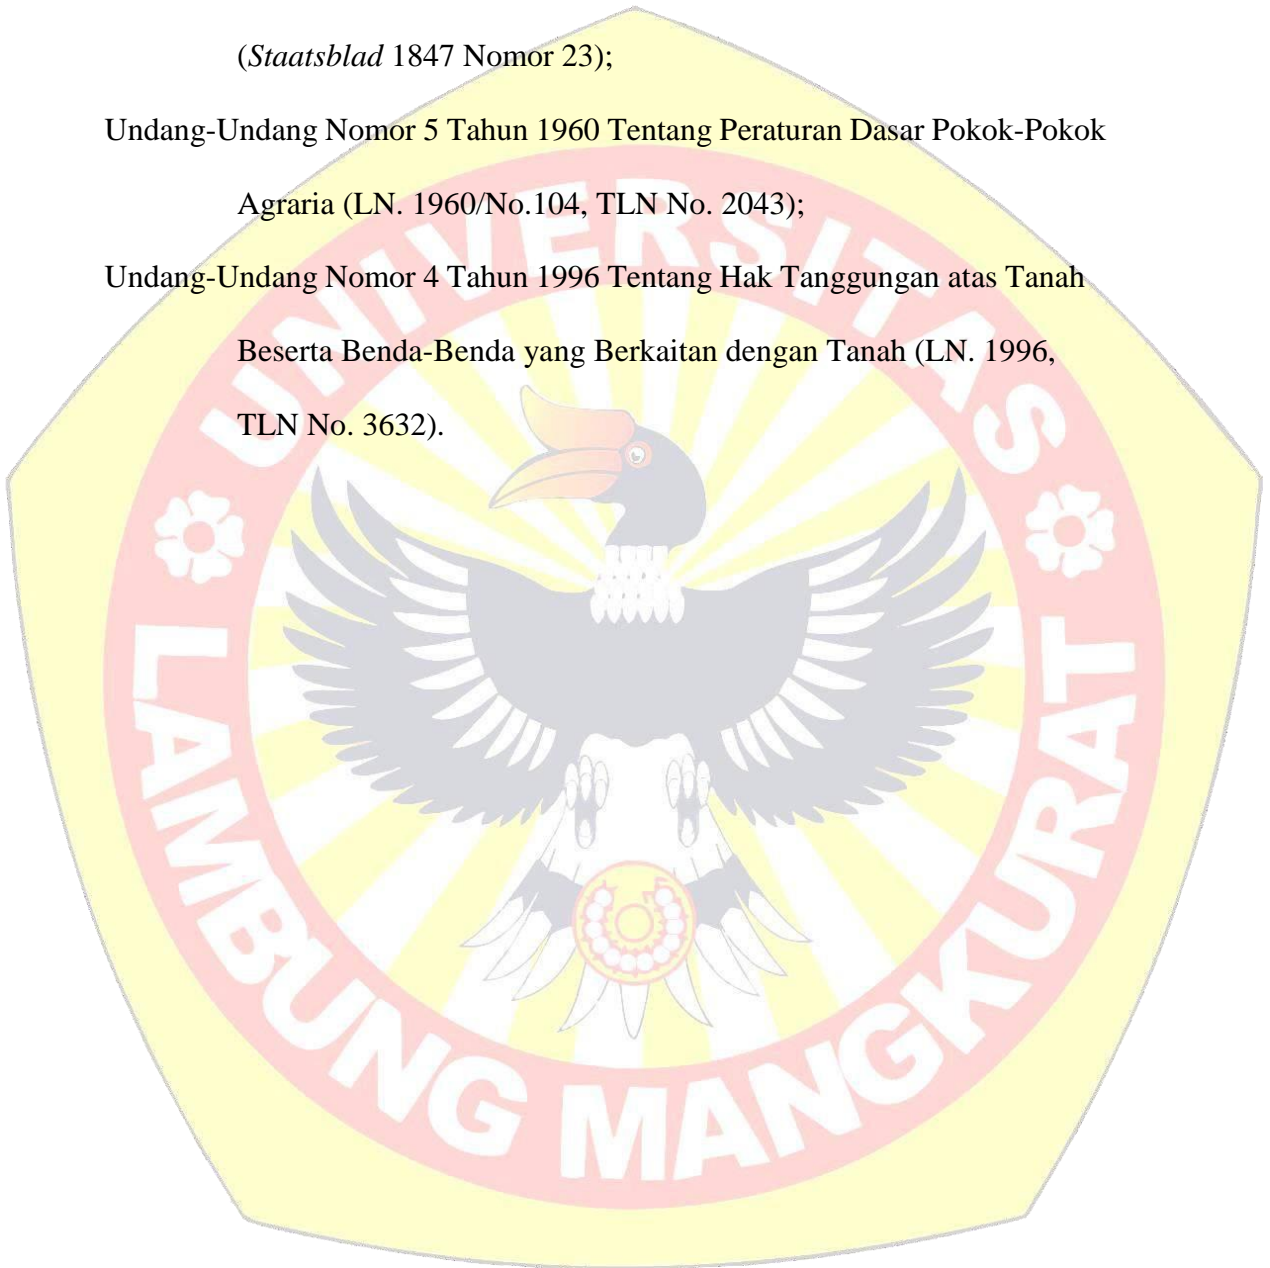 (Staatsblad 1847 Nomor 23);
Undang-Undang Nomor 5 Tahun 1960 Tentang Peraturan Dasar Pokok-Pokok
Agraria (LN. 1960/No.104, TLN No. 2043);
Undang-Undang Nomor 4 Tahun 1996 Tentang Hak Tanggungan atas Tanah
Beserta Benda-Benda yang Berkaitan dengan Tanah (LN. 1996,
TLN No. 3632).
UNIVERSITAS
LAMBUNG MANGKURAT